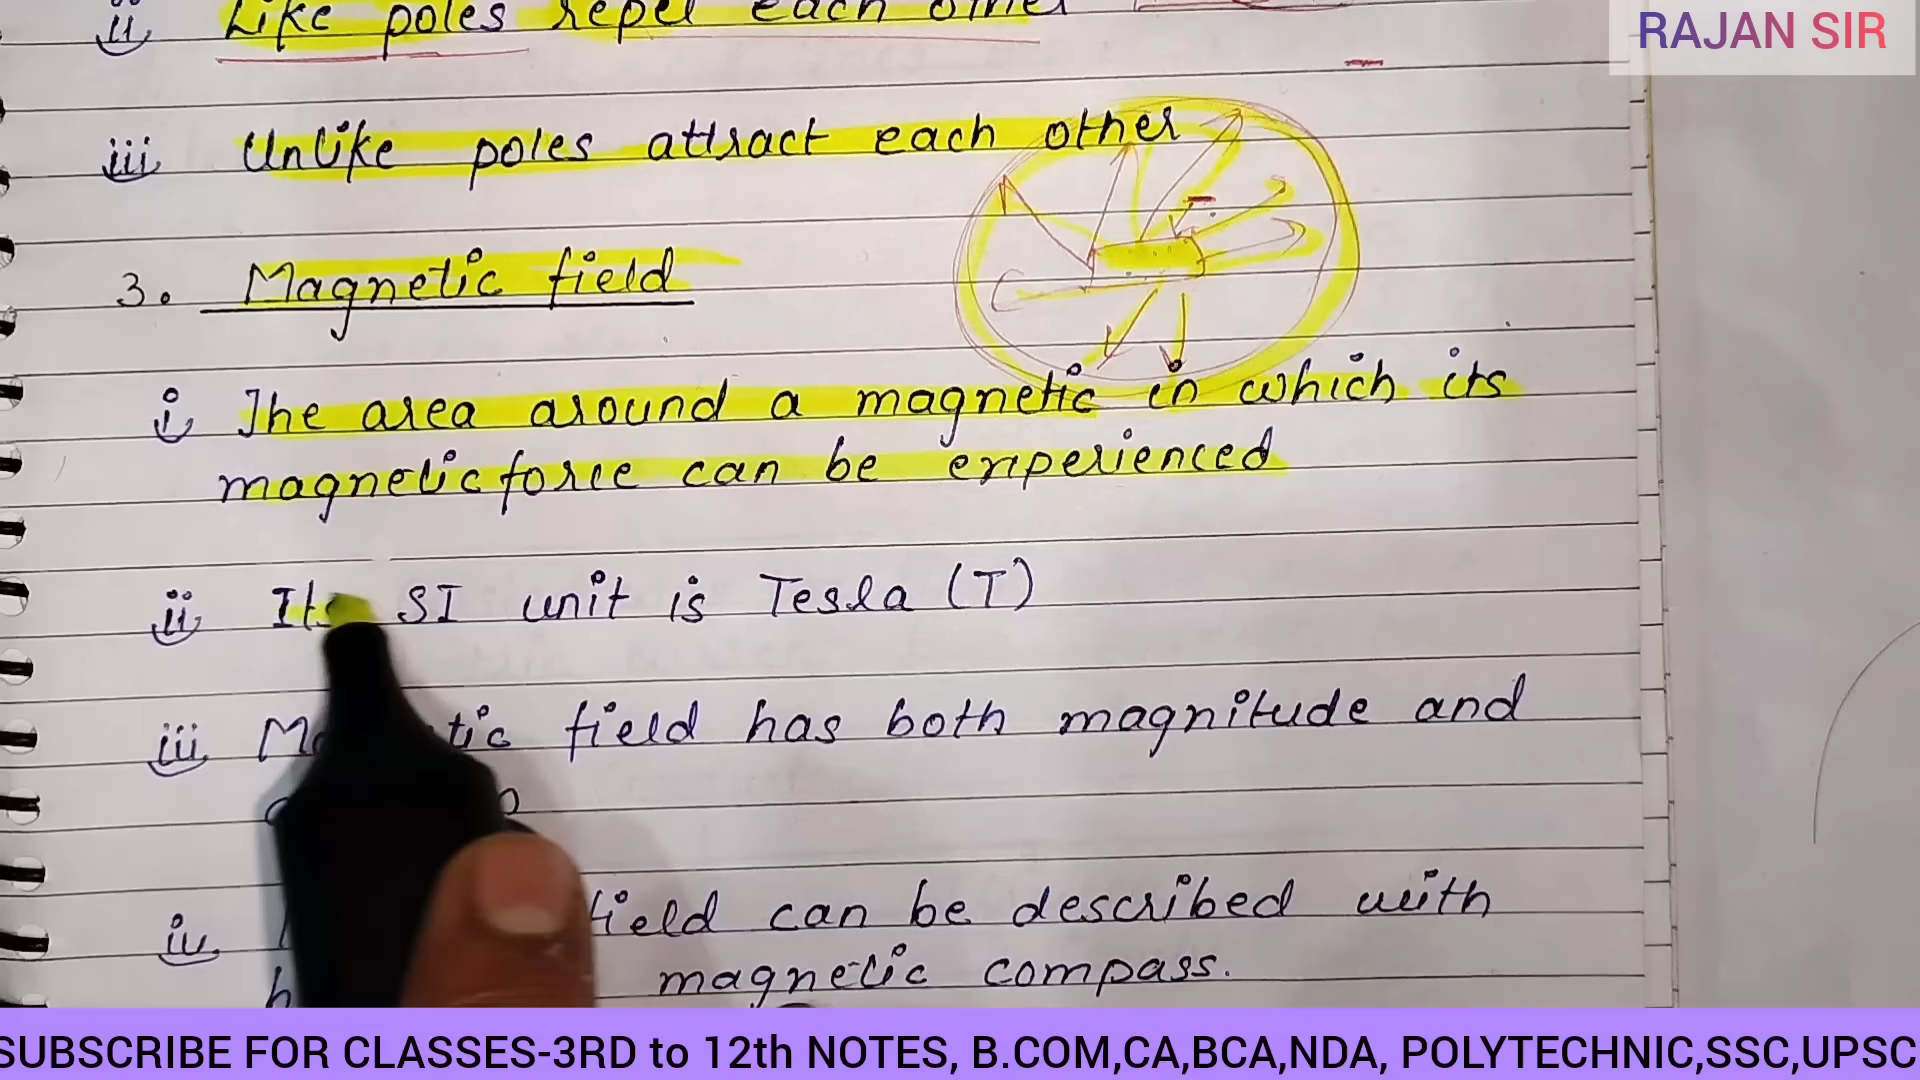 ii Like poles repel each other
RAJAN SIR
iii Unlike poles attract each other
3. Magnetic field
i The area around a magnetic in which its
magnetic force can be experienced
ii Its SI unit is Tesla (T)
iii field has both magnitude and
iv. field can be described with
magnetic compass.
SUBSCRIBE FOR CLASSES-3RD to 12th NOTES, B.COM,CA,BCA,NDA, POLYTECHNIC,SSC,UPSC